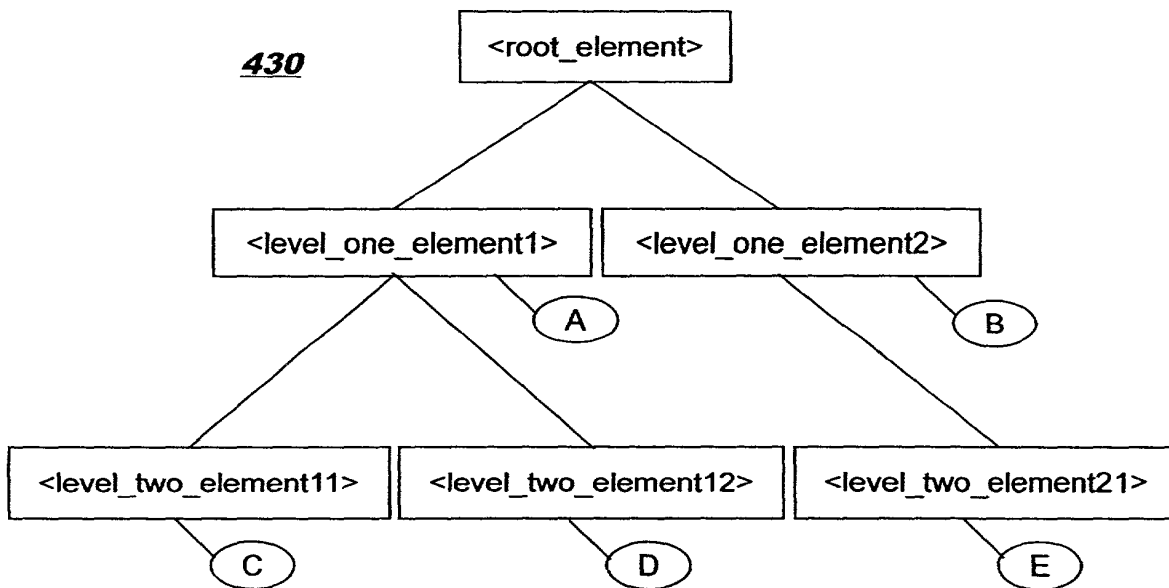 430
<root_element>
<level_one_element1>
<level_one_element2>
A
B
<level_two_element11>
<level_two_element12>
<level_two_element21>
C
D
E